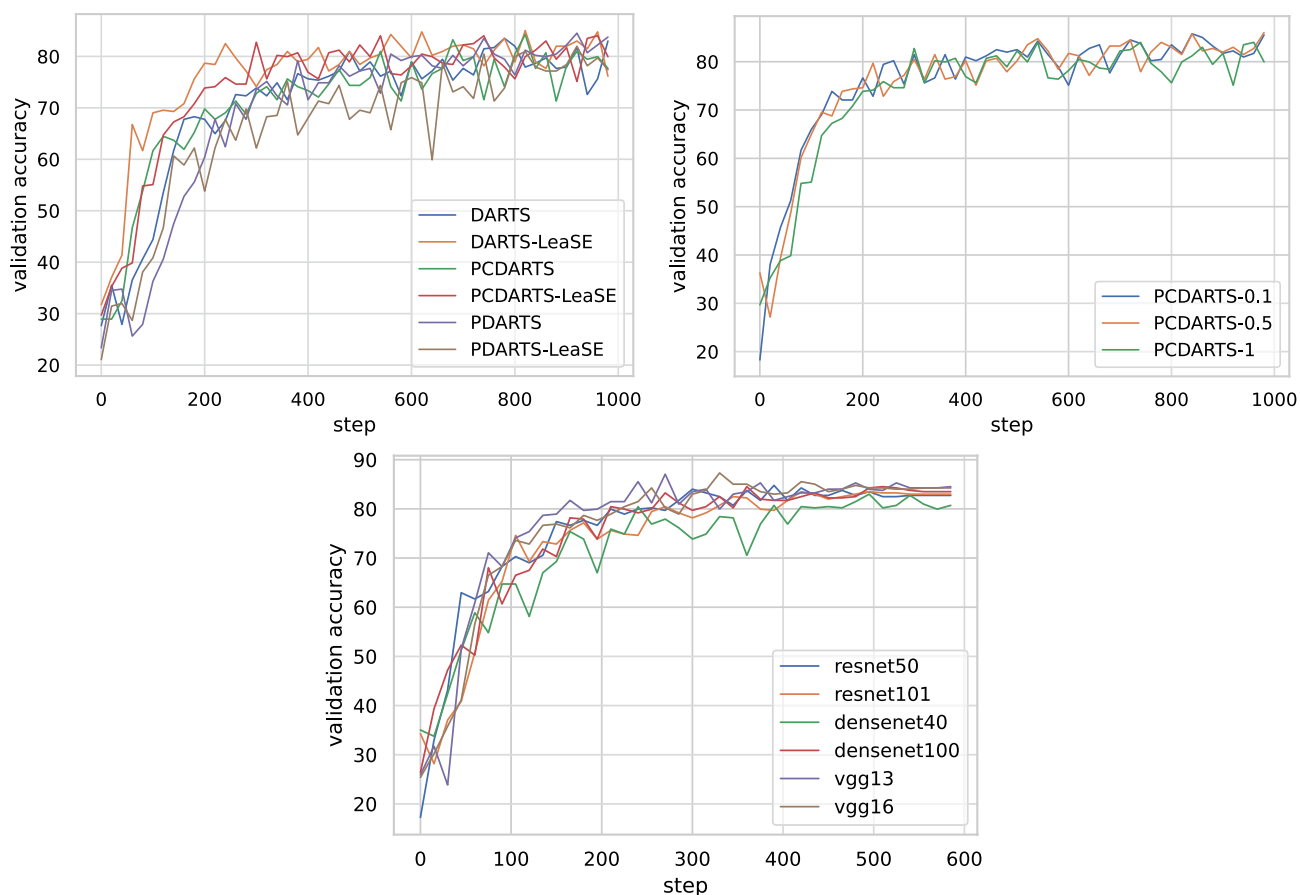 validation accuracy
80
70
60
50
40
30
20
0 200 400 600 800 1000
step
DARTS
DARTS-LeaSE
PCDARTS
PCDARTS-LeaSE
PDARTS
PDARTS-LeaSE
validation accuracy
80
70
60
50
40
30
20
0 200 400 600 800 1000
step
PCDARTS-0.1
PCDARTS-0.5
PCDARTS-1
validation accuracy
90
80
70
60
50
40
30
20
0 100 200 300 400 500 600
step
resnet50
resnet101
densenet40
densenet100
vgg13
vgg16